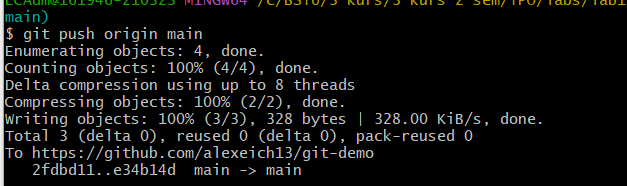 main)
$ git push origin main
Enumerating objects: 4, done.
Counting objects: 100% (4/4), done.
Delta compression using up to 8 threads
Compressing objects: 100% (2/2), done.
Writing objects: 100% (3/3), 328 bytes | 328.00 KiB/s, done.
Total 3 (delta 0), reused 0 (delta 0), pack-reused 0
To https://github.com/alexeich13/git-demo
   2fdbd11..e34b14d  main -> main